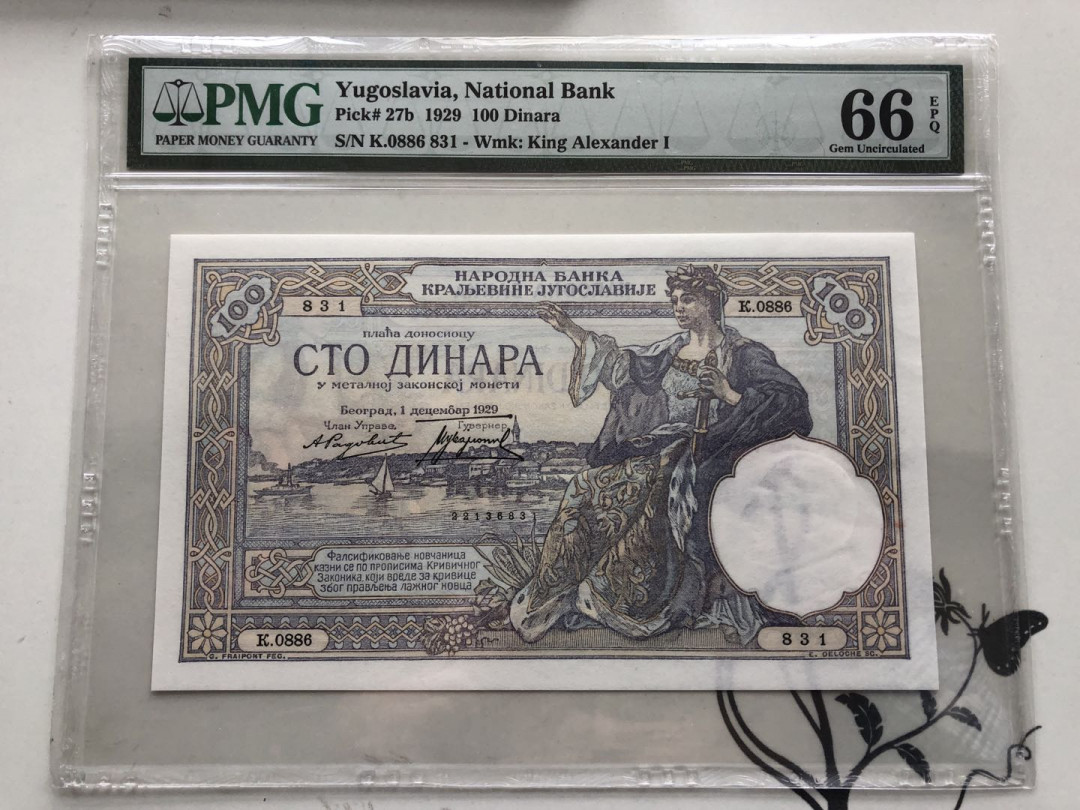 PMG
PAPER MONEY GUARANTY
Yugoslavia, National Bank
Pick# 27b 1929 100 Dinara
S/N K.0886 831 - Wmk: King Alexander I
66
EPQ
Gem Uncirculated
НАРОДНА БАНКА
КРАЉЕВИНЕ ЈУГОСЛАВИЈЕ
100
100
831
К.0886
плаћа доносиоцу
СТО ДИНАРА
у металној законској монети
Београд, 1 децембар 1929
Члан Управе, Гувернер,
2213683
Фалсификовање новчаница
казни се по прописима Кривичног
Законика, који вреде за кривице
због прављења лажног новца
К.0886
831
G. FRAIPONT FEC.
E. DELOCHE SC.